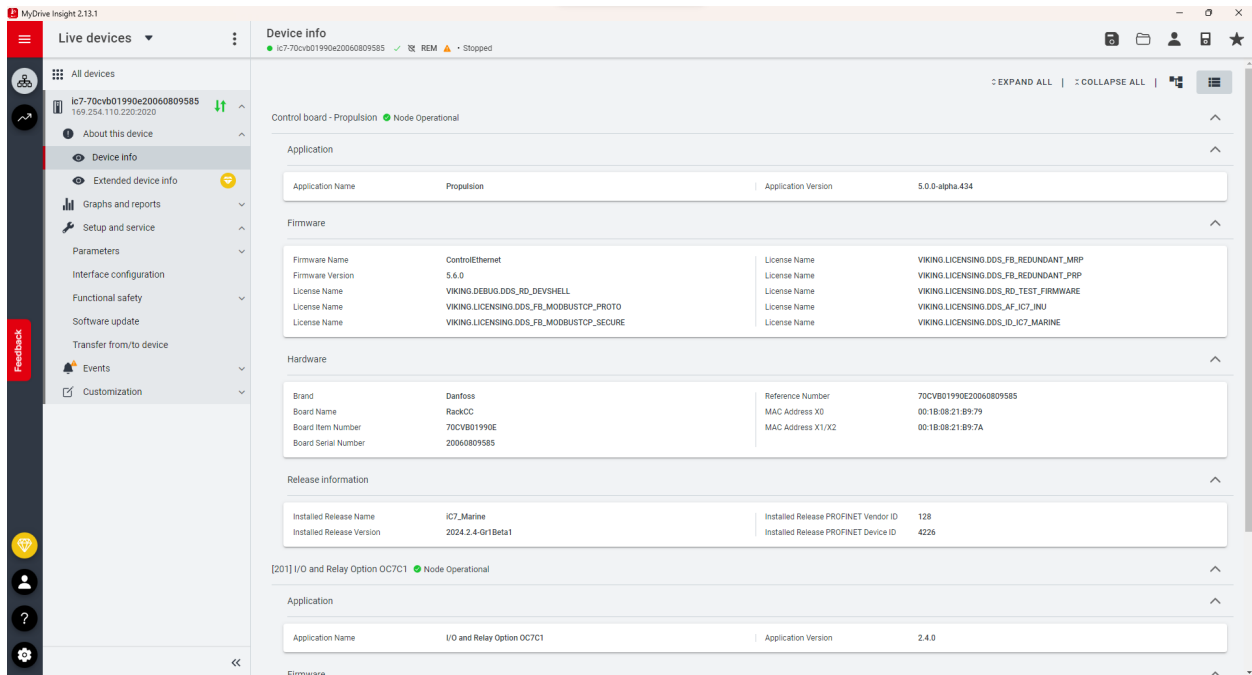 MyDrive Insight 2.13.1
Live devices
Device info
ic7-70cvb01990e20060809585 REM • Stopped
All devices
ic7-70cvb01990e20060809585
169.254.110.220:2020
About this device
Device info
Extended device info
Graphs and reports
Setup and service
Parameters
Interface configuration
Functional safety
Software update
Transfer from/to device
Events
Customization
Feedback
EXPAND ALL | COLLAPSE ALL |
Control board - Propulsion Node Operational
Application
Application Name Propulsion Application Version 5.0.0-alpha.434
Firmware
Firmware Name ControlEthernet License Name VIKING.LICENSING.DDS_FB_REDUNDANT_MRP
Firmware Version 5.6.0 License Name VIKING.LICENSING.DDS_FB_REDUNDANT_PRP
License Name VIKING.DEBUG.DDS_RD_DEVSHELL License Name VIKING.LICENSING.DDS_RD_TEST_FIRMWARE
License Name VIKING.LICENSING.DDS_FB_MODBUSTCP_PROTO License Name VIKING.LICENSING.DDS_AF_IC7_INU
License Name VIKING.LICENSING.DDS_FB_MODBUSTCP_SECURE License Name VIKING.LICENSING.DDS_ID_IC7_MARINE
Hardware
Brand Danfoss Reference Number 70CVB01990E20060809585
Board Name RackCC MAC Address X0 00:1B:08:21:B9:79
Board Item Number 70CVB01990E MAC Address X1/X2 00:1B:08:21:B9:7A
Board Serial Number 20060809585
Release information
Installed Release Name iC7_Marine Installed Release PROFINET Vendor ID 128
Installed Release Version 2024.2.4-Gr1Beta1 Installed Release PROFINET Device ID 4226
[201] I/O and Relay Option OC7C1 Node Operational
Application
Application Name I/O and Relay Option OC7C1 Application Version 2.4.0
Firmware